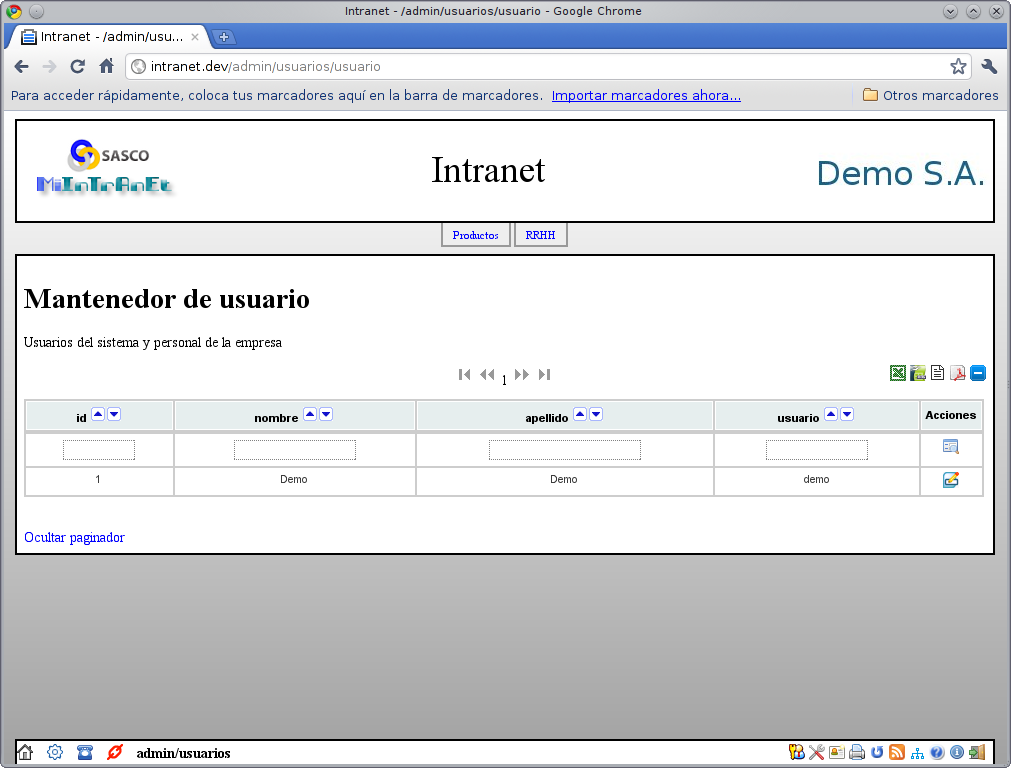 Intranet - /admin/usuarios/usuario - Google Chrome
Intranet - /admin/usu...
intranet.dev/admin/usuarios/usuario
Para acceder rápidamente, coloca tus marcadores aquí en la barra de marcadores. Importar marcadores ahora... Otros marcadores
SASCO
MiInTrAnEt
Intranet
Demo S.A.
Productos RRHH
Mantenedor de usuario
Usuarios del sistema y personal de la empresa
1
id nombre apellido usuario Acciones
1 Demo Demo demo
Ocultar paginador
admin/usuarios